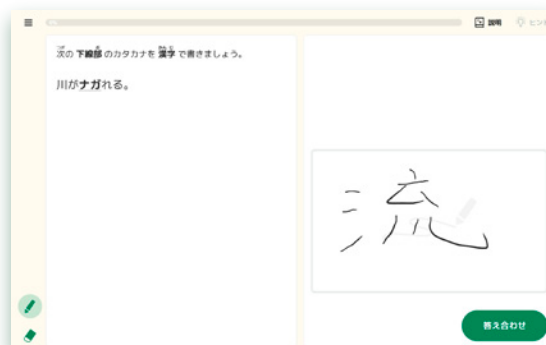 説明
ヒン
次の下線部のカタカナを漢字で書きましょう。
川がナガれる。
流
答え合わせ